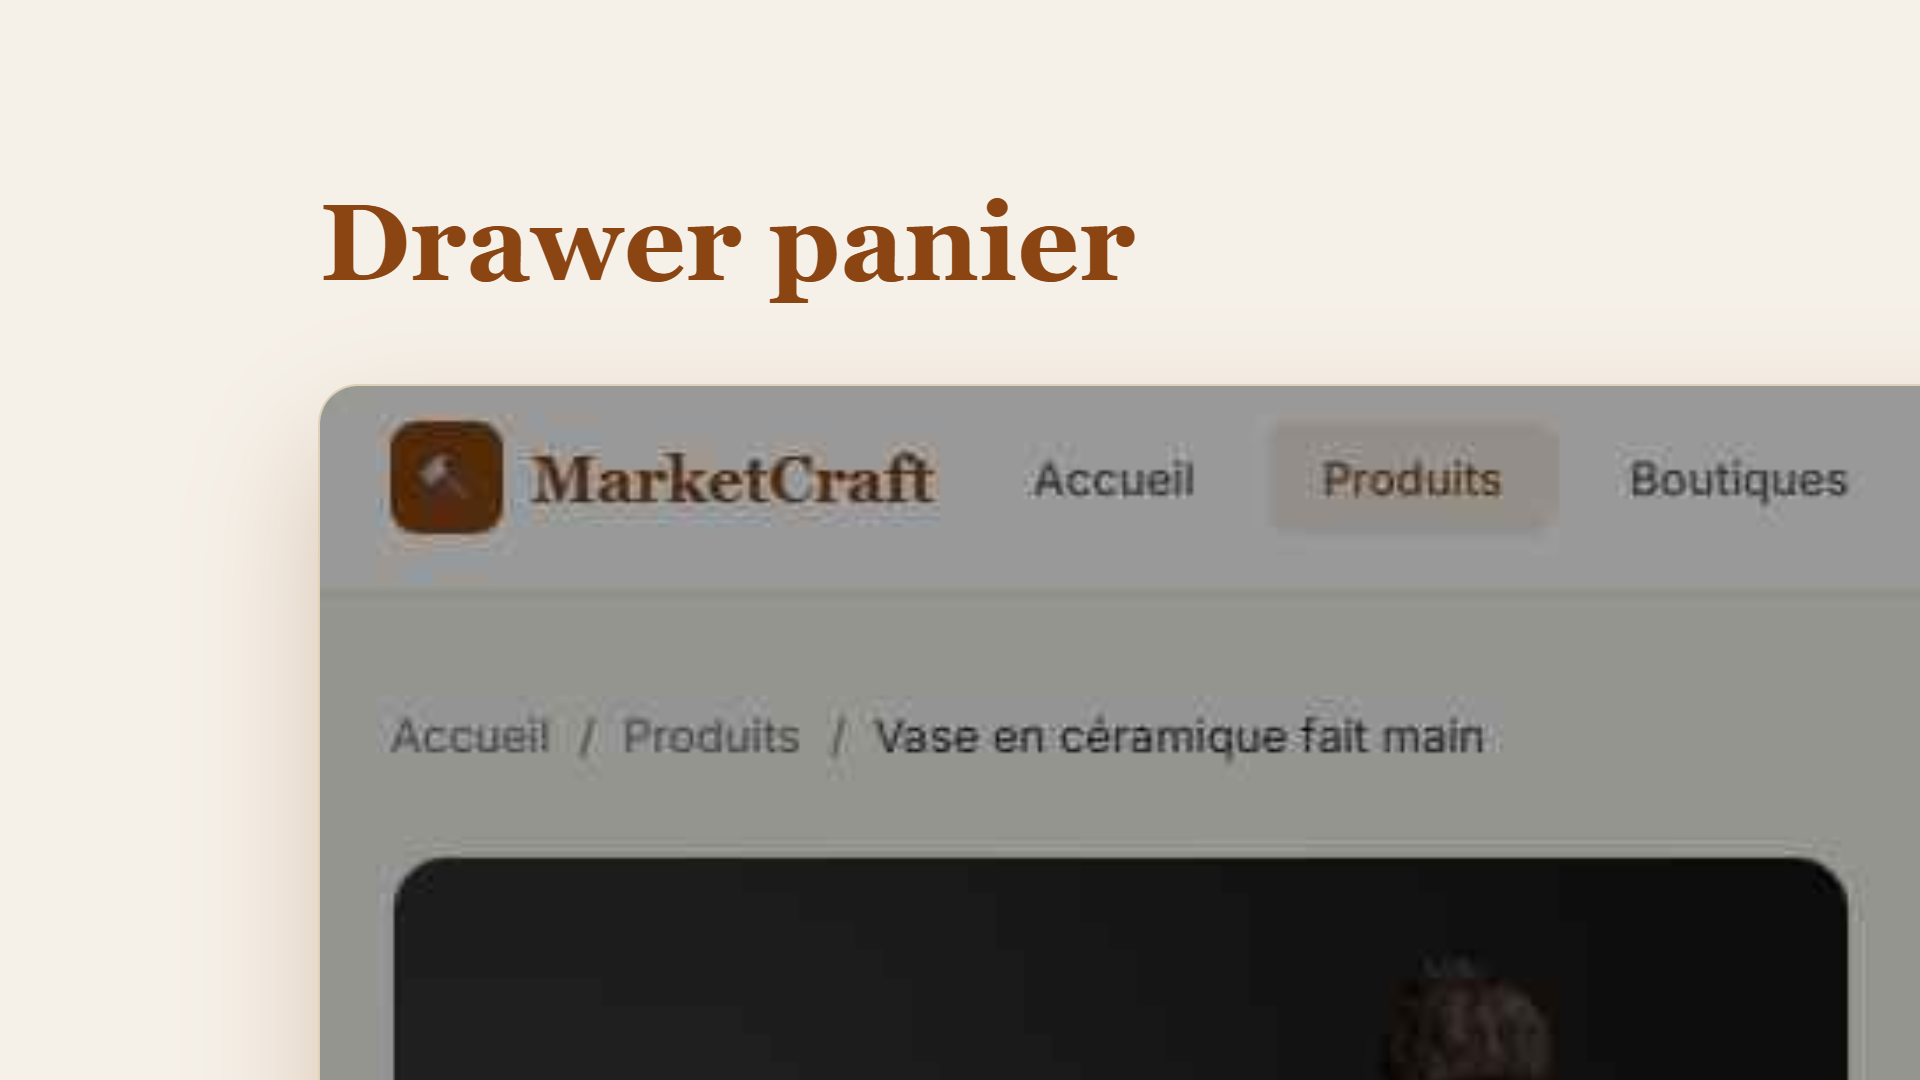 Drawer panier
MarketCraft Accueil Produits Boutiques
Accueil / Produits / Vase en céramique fait main